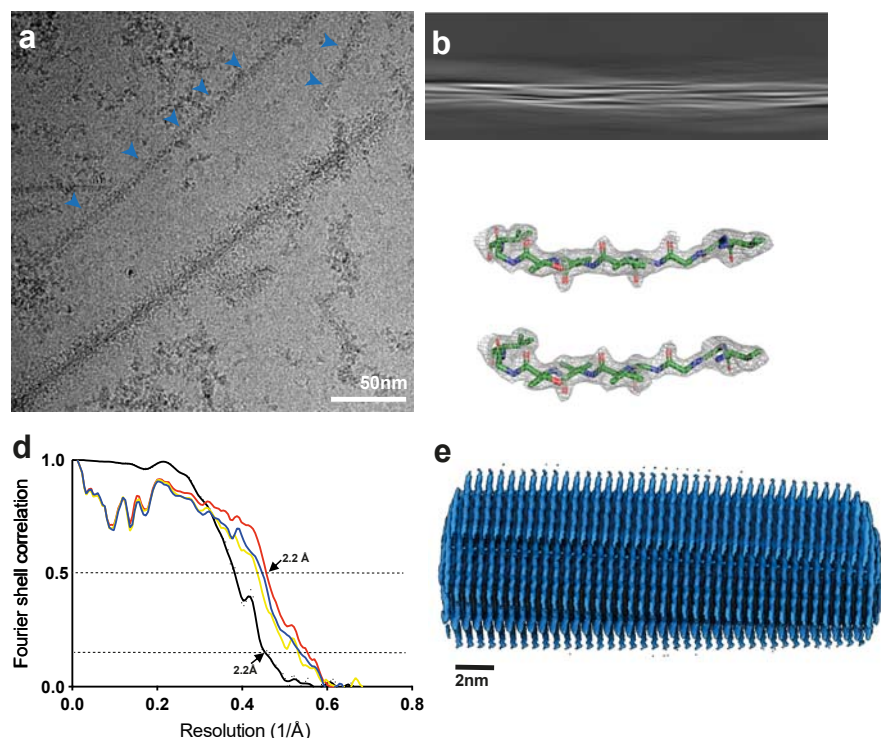 a
b
50nm
d
1.0
0.5
0.0
Fourier shell correlation
2.2 Å
2.2Å
0.0
0.2
0.4
0.6
0.8
Resolution (1/Å)
e
2nm